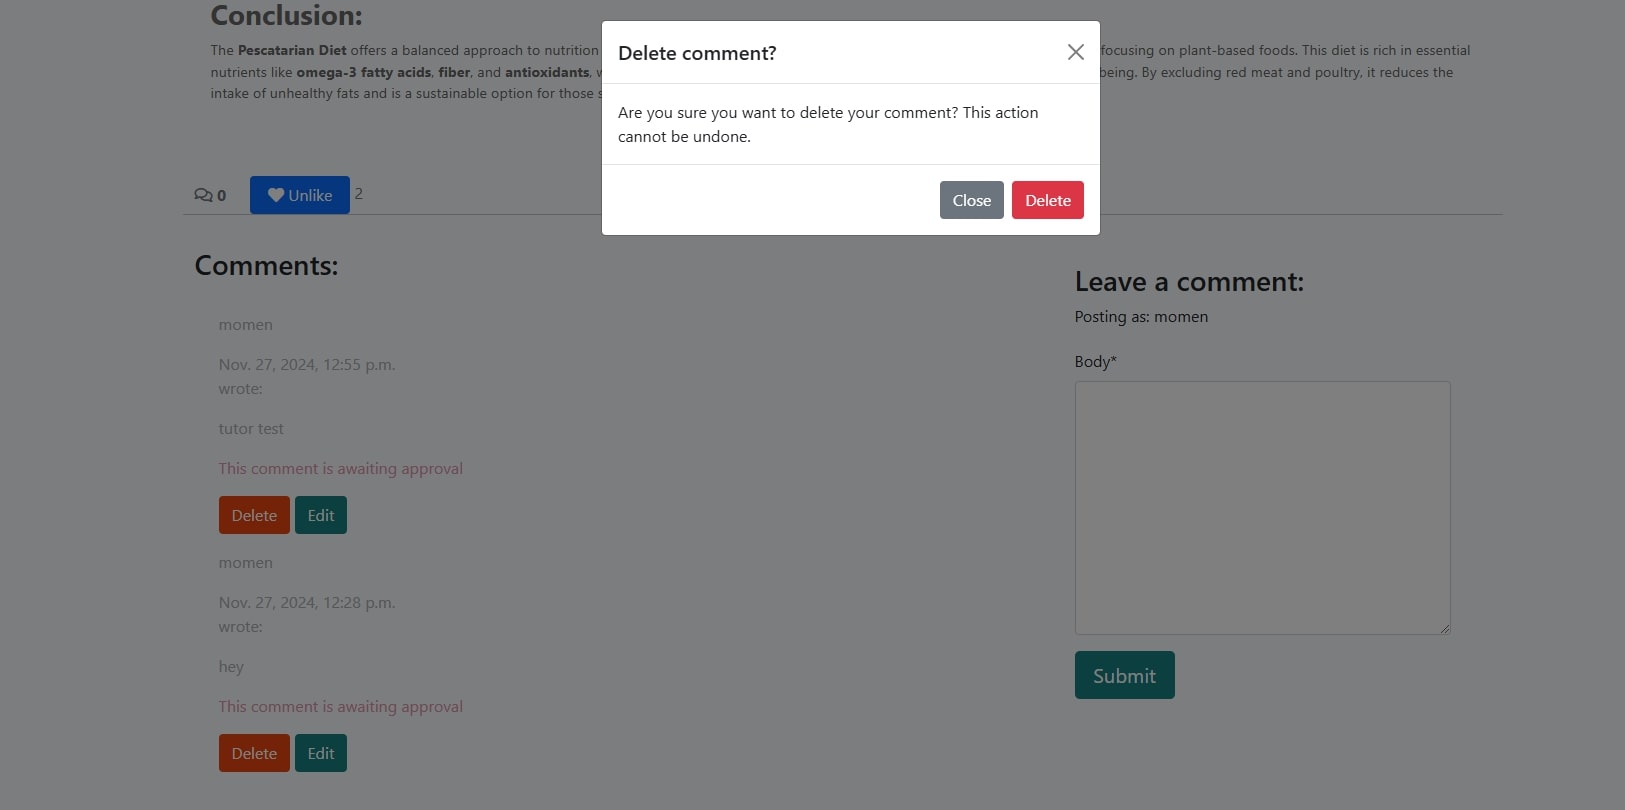 Conclusion:
The Pescatarian Diet offers a balanced approach to nutrition
focusing on plant-based foods. This diet is rich in essential
nutrients like omega-3 fatty acids, fiber, and antioxidants,
being. By excluding red meat and poultry, it reduces the
intake of unhealthy fats and is a sustainable option for those
Delete comment?
Are you sure you want to delete your comment? This action
cannot be undone.
Close Delete
0 Unlike 2
Comments:
momen
Nov. 27, 2024, 12:55 p.m.
wrote:
tutor test
This comment is awaiting approval
Delete Edit
momen
Nov. 27, 2024, 12:28 p.m.
wrote:
hey
This comment is awaiting approval
Delete Edit
Leave a comment:
Posting as: momen
Body*
Submit